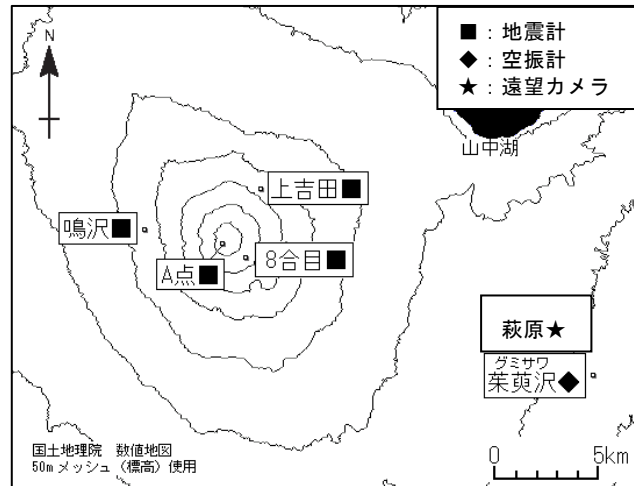 N
■：地震計
◆：空振計
★：遠望カメラ
山中湖
上吉田■
鳴沢■
8合目■
A点■
萩原★
グミサワ
茱萸沢◆
国土地理院 数値地図
50mメッシュ（標高）使用
0 5km